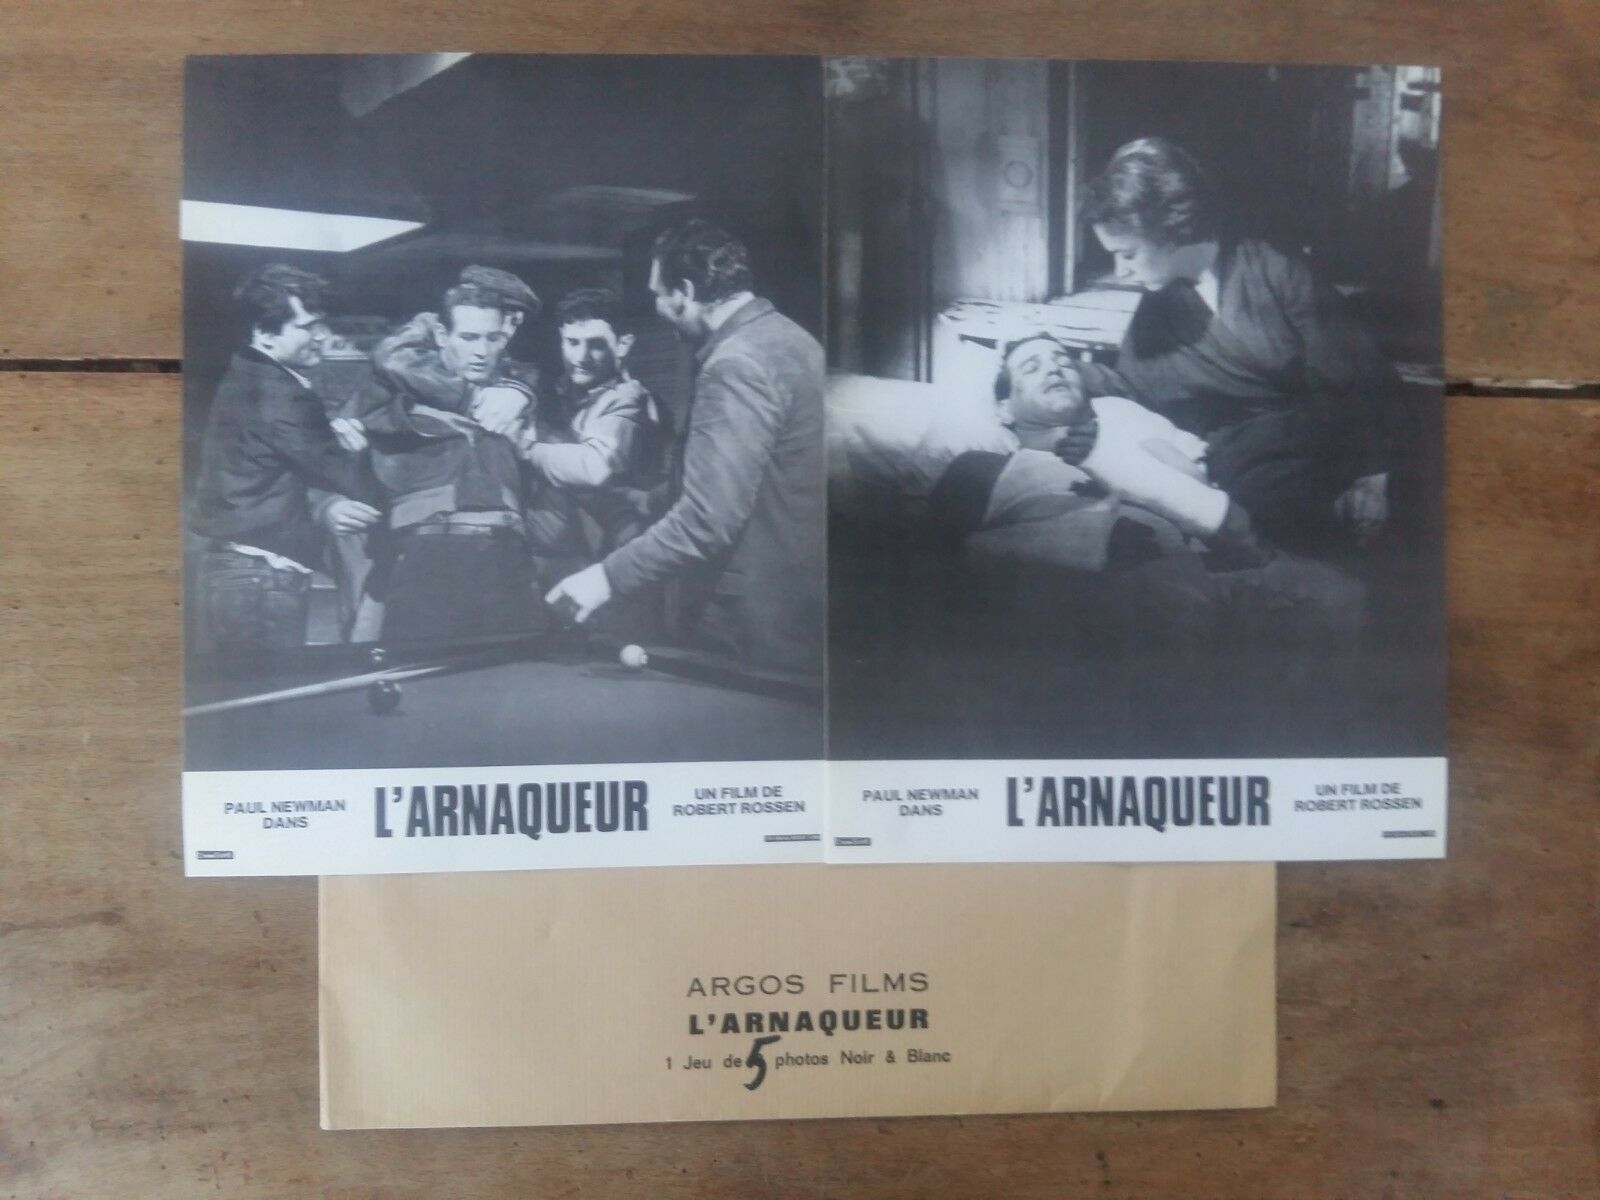 PAUL NEWMAN
DANS
L'ARNAQUEUR
UN FILM DE
ROBERT ROSSEN
PAUL NEWMAN
DANS
L'ARNAQUEUR
UN FILM DE
ROBERT ROSSEN
ARGOS FILMS
L'ARNAQUEUR
1 Jeu de 5 photos Noir & Blanc